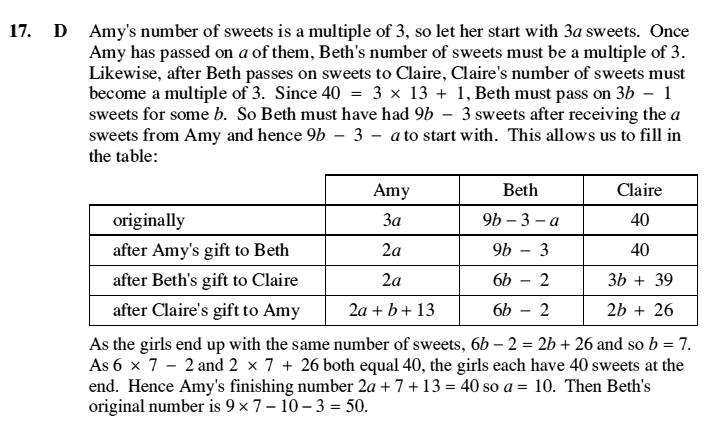 17. D Amy's number of sweets is a multiple of 3, so let her start with 3a sweets. Once
Amy has passed on a of them, Beth's number of sweets must be a multiple of 3.
Likewise, after Beth passes on sweets to Claire, Claire's number of sweets must
become a multiple of 3. Since 40 = 3 × 13 + 1, Beth must pass on 3b − 1
sweets for some b. So Beth must have had 9b − 3 sweets after receiving the a
sweets from Amy and hence 9b − 3 − a to start with. This allows us to fill in
the table:
Amy Beth Claire
originally 3a 9b − 3 − a 40
after Amy's gift to Beth 2a 9b − 3 40
after Beth's gift to Claire 2a 6b − 2 3b + 39
after Claire's gift to Amy 2a + b + 13 6b − 2 2b + 26
As the girls end up with the same number of sweets, 6b − 2 = 2b + 26 and so b = 7.
As 6 × 7 − 2 and 2 × 7 + 26 both equal 40, the girls each have 40 sweets at the
end. Hence Amy's finishing number 2a + 7 + 13 = 40 so a = 10. Then Beth's
original number is 9 × 7 − 10 − 3 = 50.